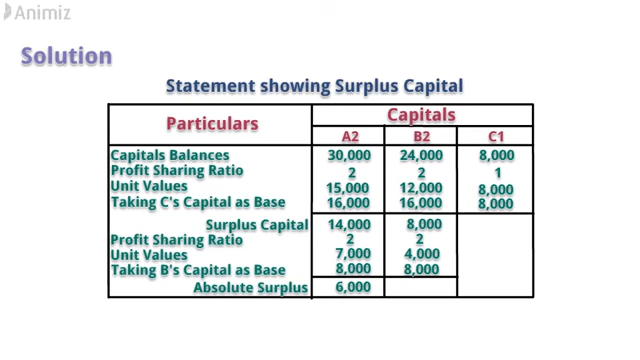 Animiz
Solution
Statement showing Surplus Capital
Particulars Capitals
A2 B2 C1
Capitals Balances 30,000 24,000 8,000
Profit Sharing Ratio 2 2 1
Unit Values 15,000 12,000 8,000
Taking C's Capital as Base 16,000 16,000 8,000
Surplus Capital 14,000 8,000
Profit Sharing Ratio 2 2
Unit Values 7,000 4,000
Taking B's Capital as Base 8,000 8,000
Absolute Surplus 6,000